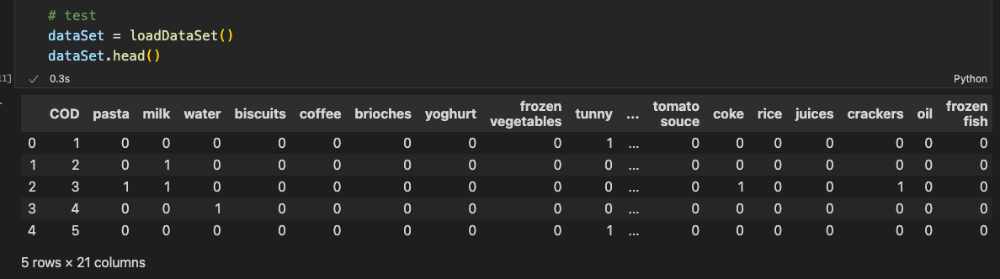 # test
dataSet = loadDataSet()
dataSet.head()
11] ✓ 0.3s Python
COD pasta milk water biscuits coffee brioches yoghurt frozen vegetables tunny ... tomato souce coke rice juices crackers oil frozen fish
0 1 0 0 0 0 0 0 0 0 1 ... 0 0 0 0 0 0 0
1 2 0 1 0 0 0 0 0 0 0 ... 0 0 0 0 0 0 0
2 3 1 1 0 0 0 0 0 0 0 ... 0 1 0 0 1 0 0
3 4 0 0 1 0 0 0 0 0 0 ... 0 0 0 0 0 0 0
4 5 0 0 0 0 0 0 0 0 1 ... 0 0 0 0 0 0 0
5 rows × 21 columns